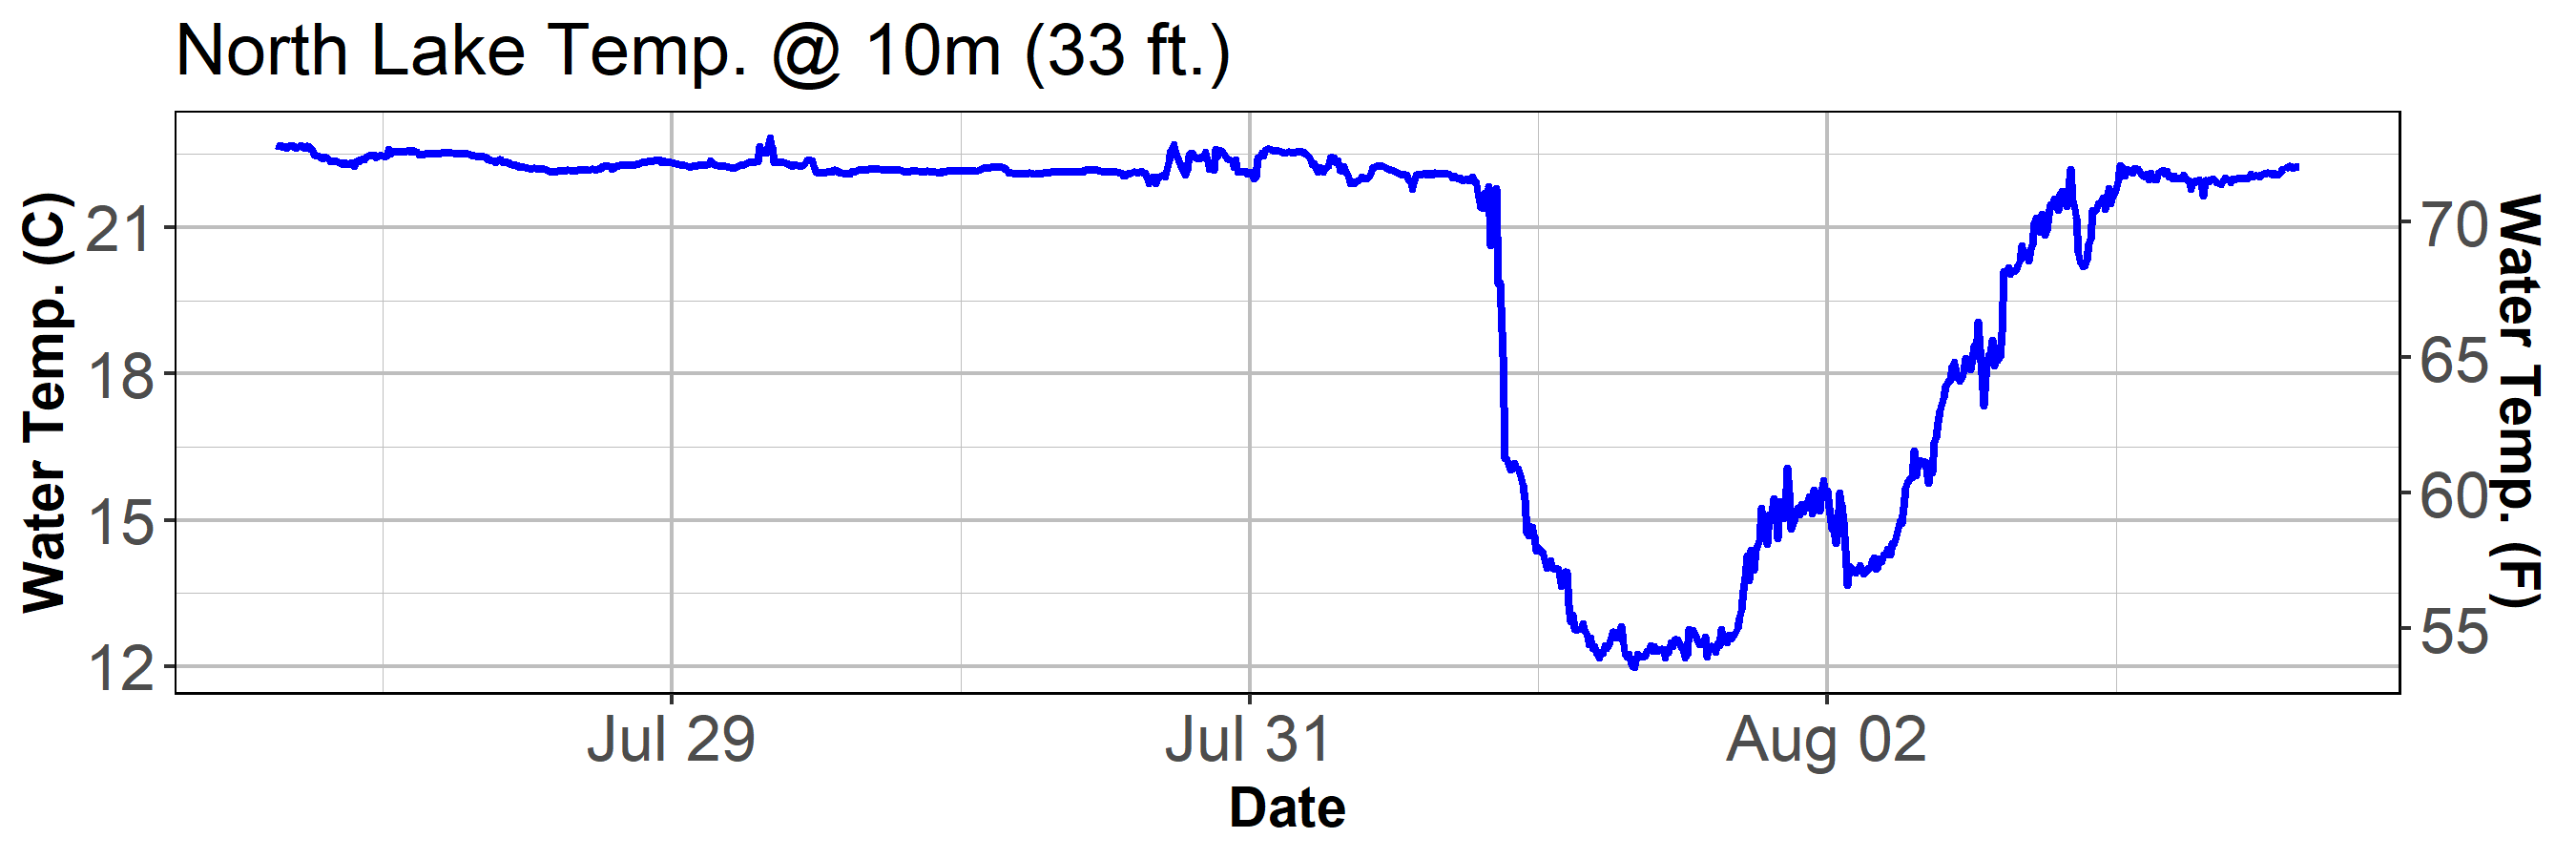 North Lake Temp. @ 10m (33 ft.)
Water Temp. (C)
21
18
15
12
70
65
60
55
Water Temp. (F)
Jul 29
Jul 31
Aug 02
Date